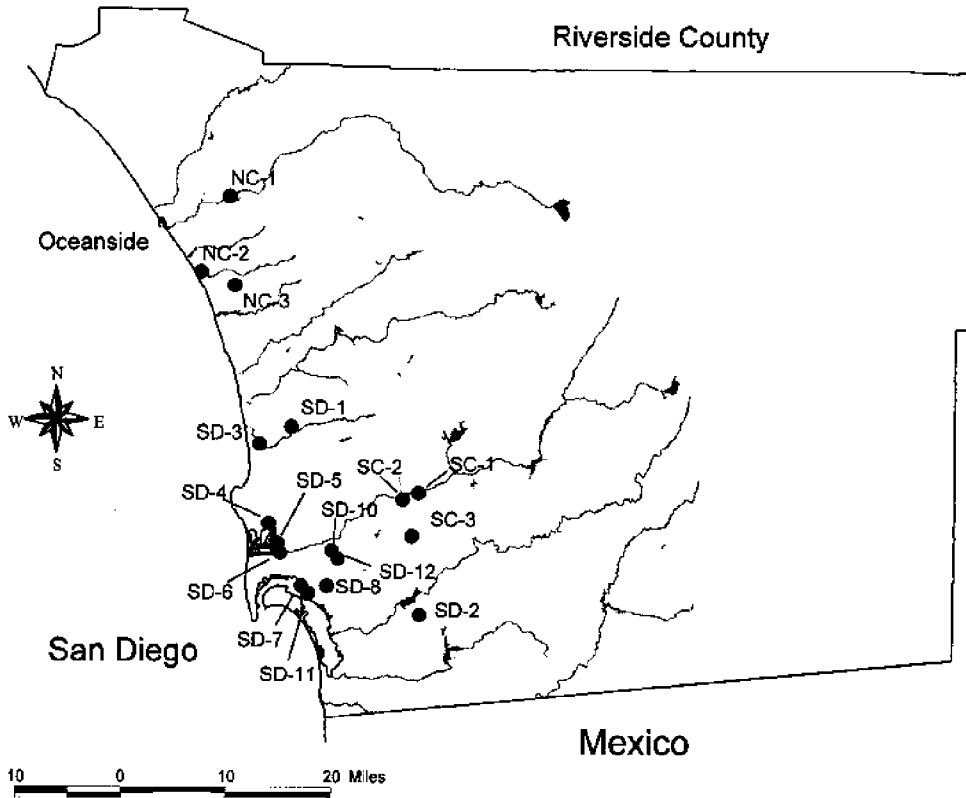 Riverside County
NC-1
Oceanside
NC-2
NC-3
N
W E
S
SD-1
SD-3
SC-2
SC-1
SD-5
SD-4
SD-10
SC-3
SD-12
SD-6
SD-8
SD-2
SD-7
San Diego
SD-11
Mexico
10 0 10 20 Miles